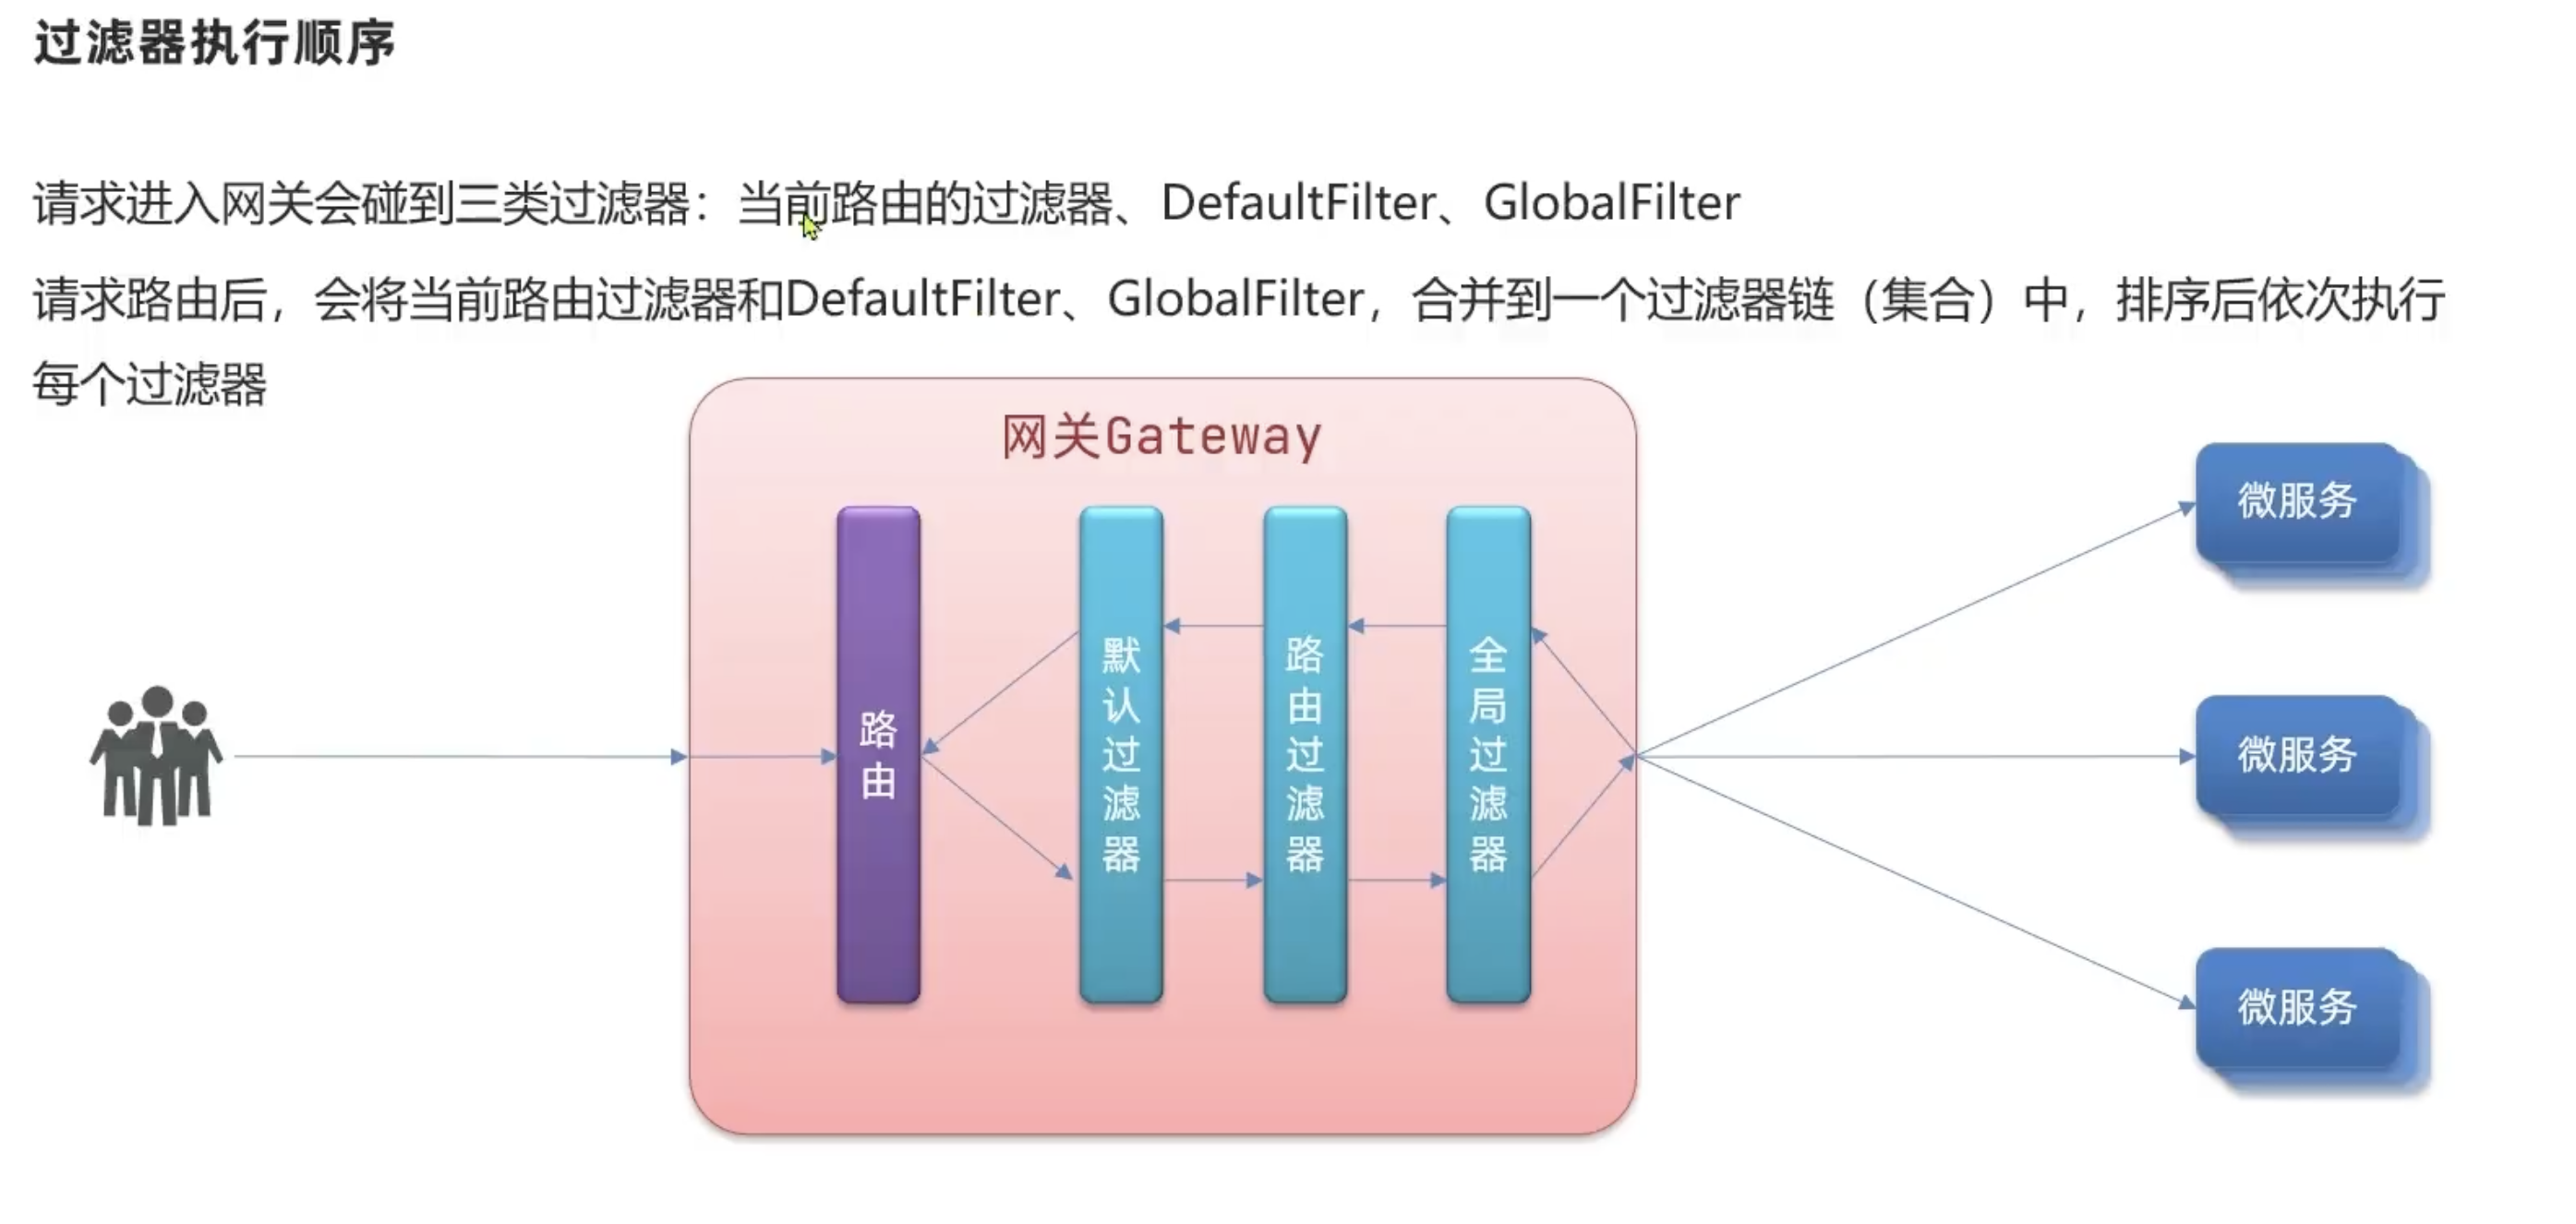 过滤器执行顺序
请求进入网关会碰到三类过滤器：当前路由的过滤器、DefaultFilter、GlobalFilter
请求路由后，会将当前路由过滤器和DefaultFilter、GlobalFilter，合并到一个过滤器链（集合）中，排序后依次执行
每个过滤器
网关Gateway
路由
默认过滤器
路由过滤器
全局过滤器
微服务
微服务
微服务